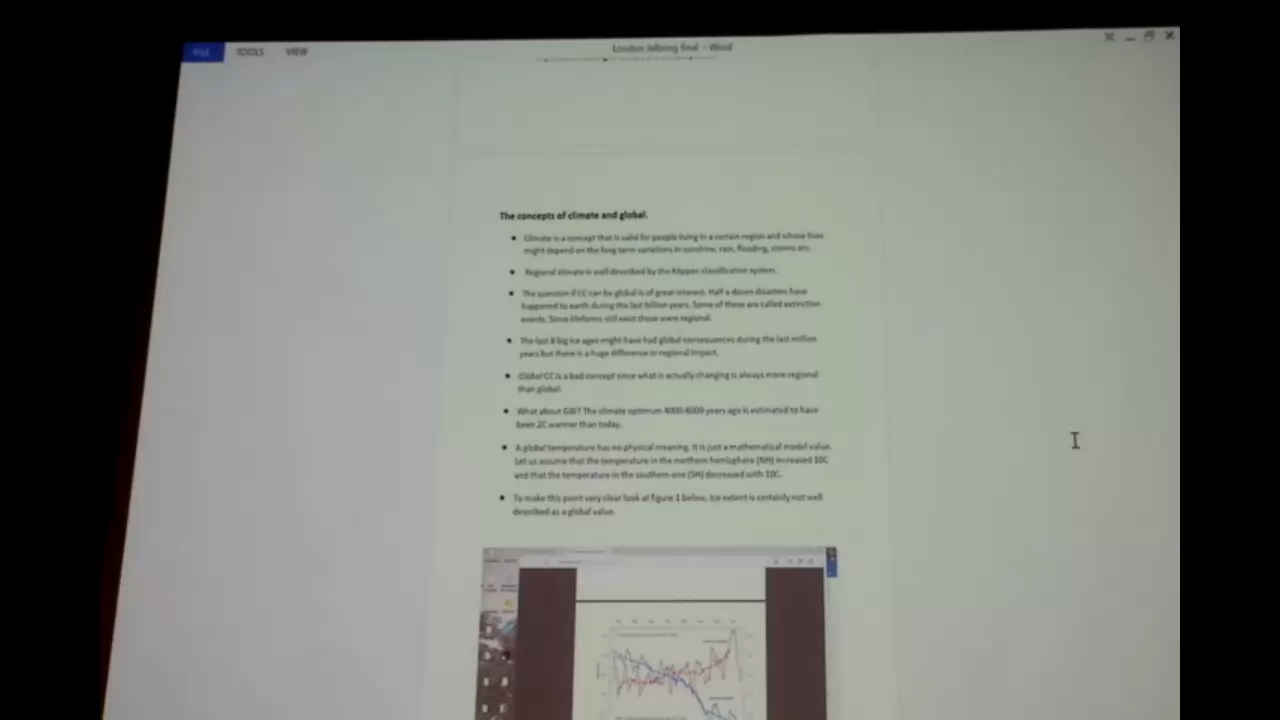 FILE TOOLS VIEW
London Jelbring final - Word
The concepts of climate and global.
Climate is a concept that is valid for people living in a certain region and whose lives
might depend on the long term variations in sunshine, rain, flooding, storms etc.
Regional climate is well described by the Köppen classification system.
The question if CC can be global is of great interest. Half a dozen disasters have
happened to earth during the last billion years. Some of these are called extinction
events. Since lifeforms still exist these were regional.
The last 8 big ice ages might have had global consequences during the last million
years but there is a huge difference in regional impact.
Global CC is a bad concept since what is actually changing is always more regional
than global.
What about GW? The climate optimum 4000-8000 years ago is estimated to have
been 2C warmer than today.
A global temperature has no physical meaning. It is just a mathematical model value.
Let us assume that the temperature in the northern hemisphere (NH) increased 10C
and that the temperature in the southern one (SH) decreased with 10C.
To make this point very clear look at figure 1 below. Ice extent is certainly not well
described as a global value.